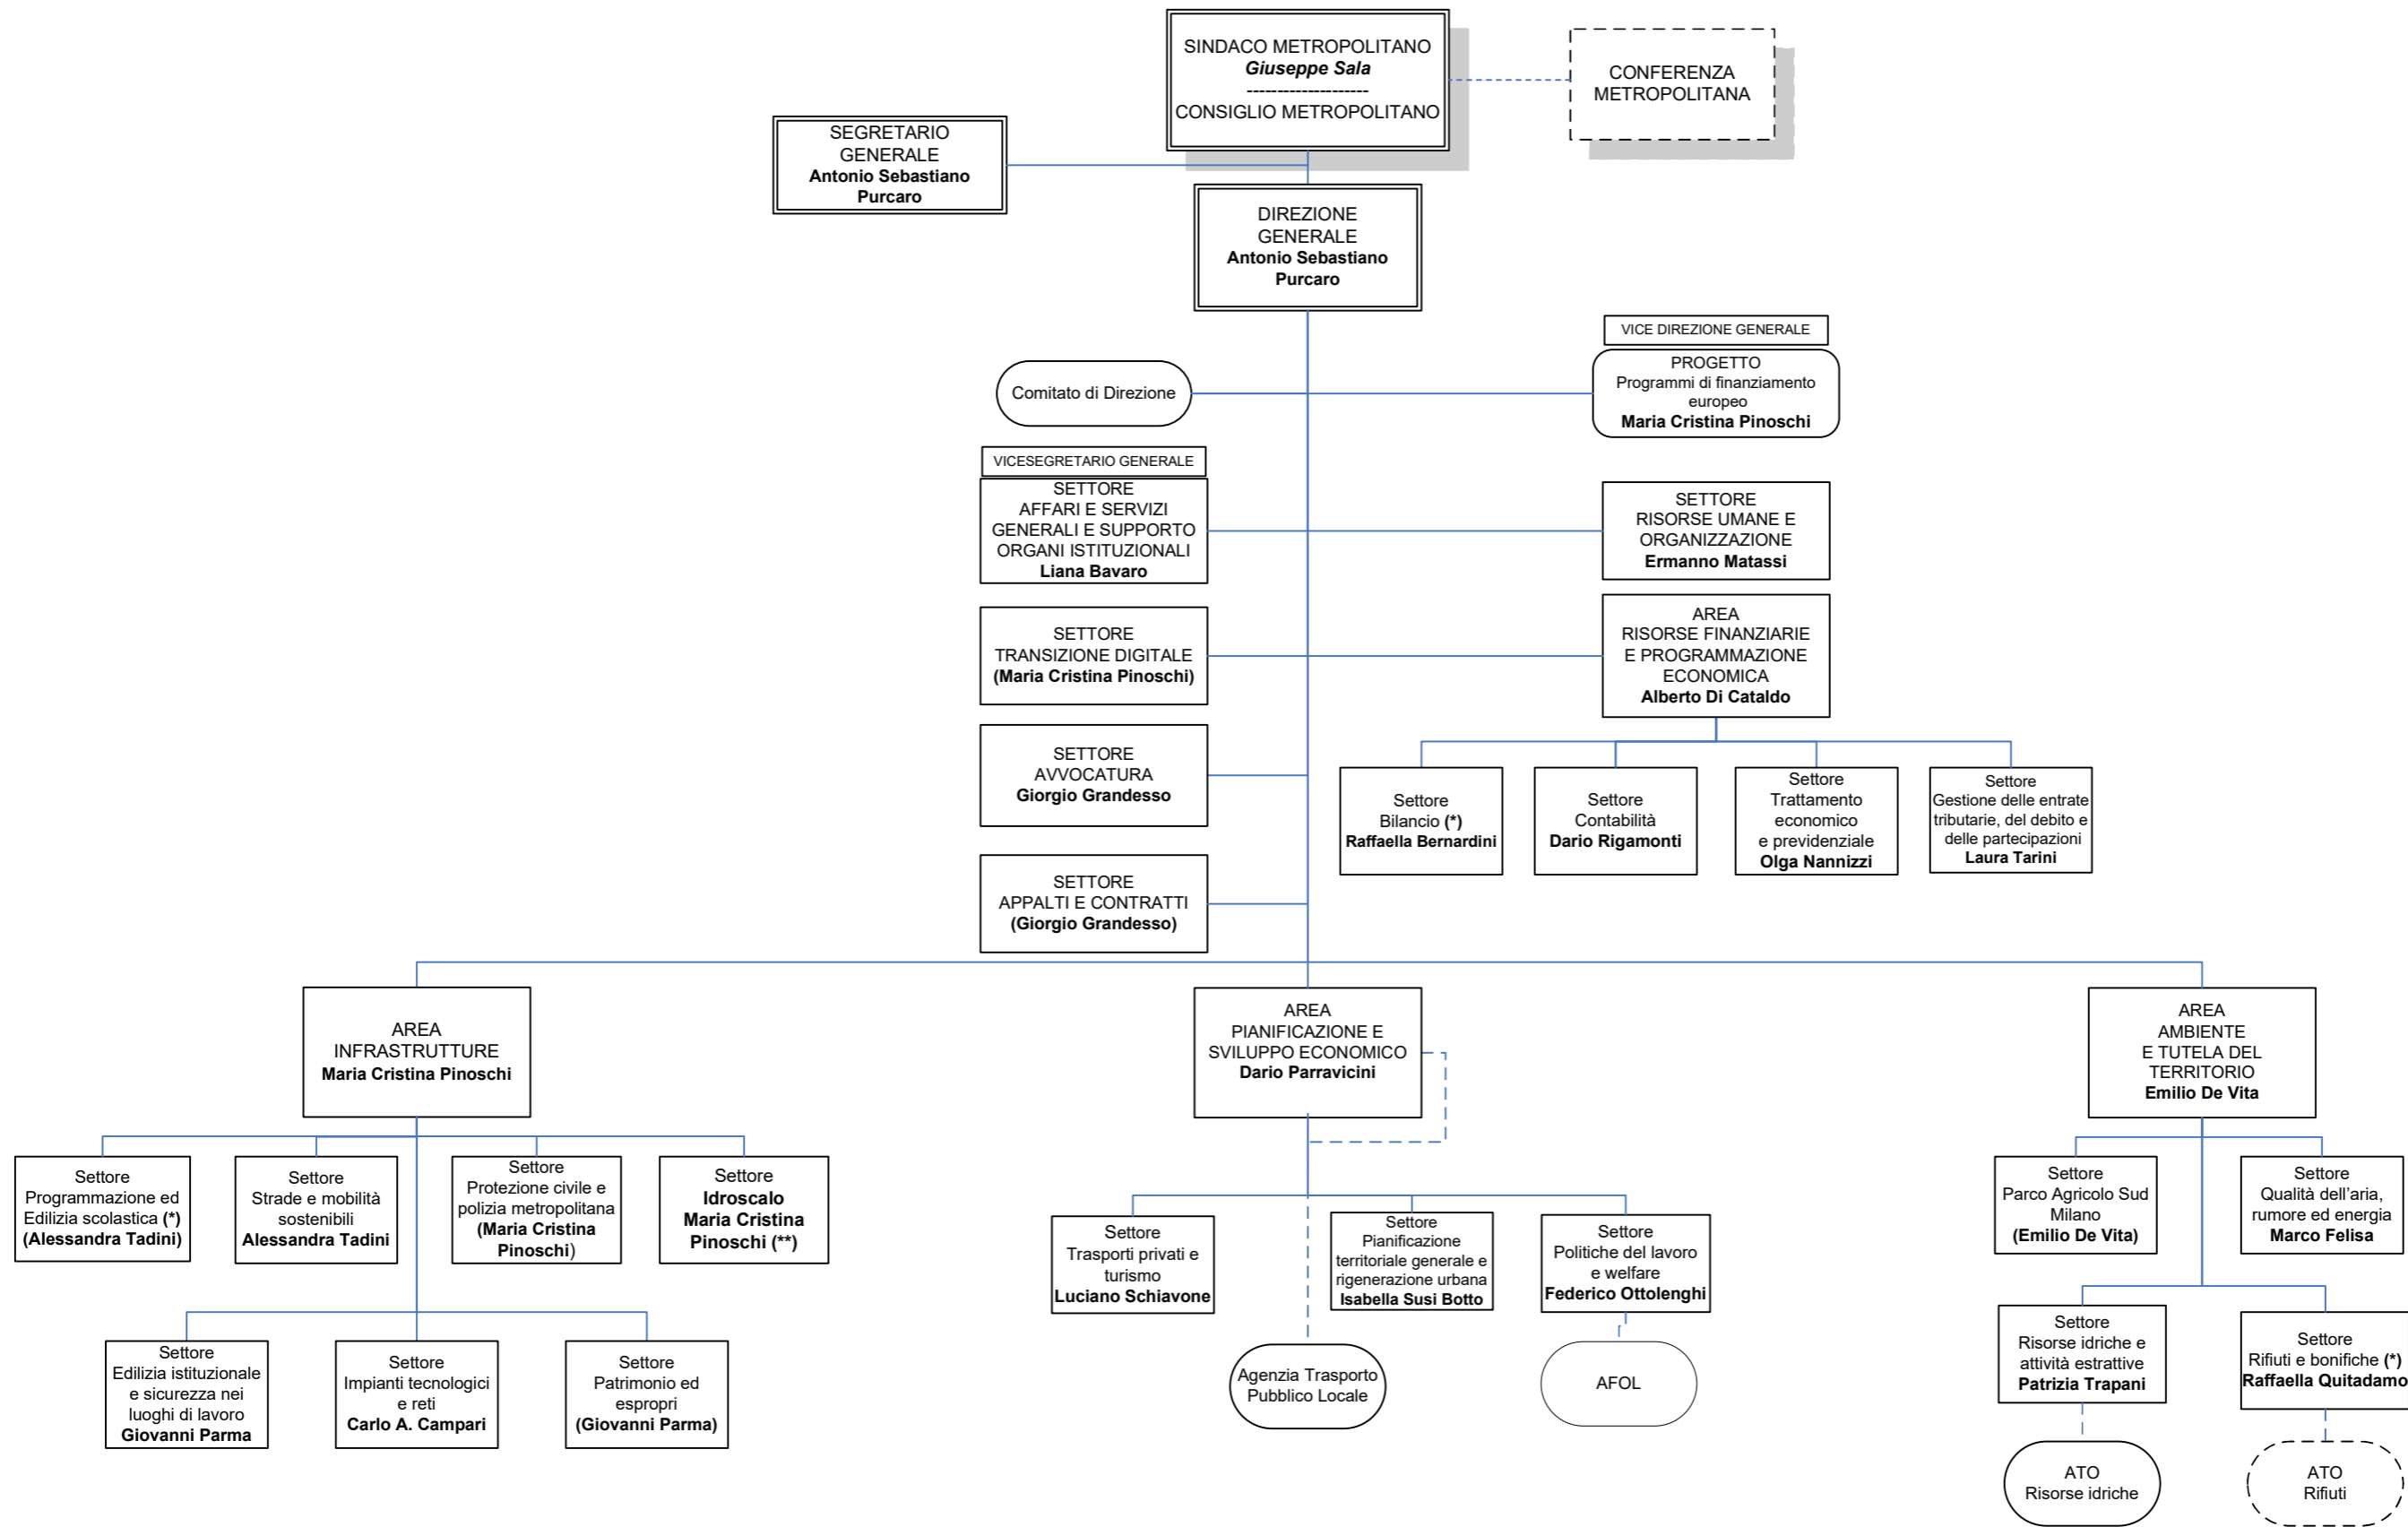 SINDACO METROPOLITANO
Giuseppe Sala
--------------------
CONSIGLIO METROPOLITANO
CONFERENZA
METROPOLITANA
SEGRETARIO
GENERALE
Antonio Sebastiano
Purcaro
DIREZIONE
GENERALE
Antonio Sebastiano
Purcaro
VICE DIREZIONE GENERALE
PROGETTO
Programmi di finanziamento
europeo
Maria Cristina Pinoschi
Comitato di Direzione
VICESEGRETARIO GENERALE
SETTORE
AFFARI E SERVIZI
GENERALI E SUPPORTO
ORGANI ISTITUZIONALI
Liana Bavaro
SETTORE
RISORSE UMANE E
ORGANIZZAZIONE
Ermanno Matassi
SETTORE
TRANSIZIONE DIGITALE
(Maria Cristina Pinoschi)
AREA
RISORSE FINANZIARIE
E PROGRAMMAZIONE
ECONOMICA
Alberto Di Cataldo
SETTORE
AVVOCATURA
Giorgio Grandesso
Settore
Bilancio (*)
Raffaella Bernardini
Settore
Contabilità
Dario Rigamonti
Settore
Trattamento
economico
e previdenziale
Olga Nannizzi
Settore
Gestione delle entrate
tributarie, del debito e
delle partecipazioni
Laura Tarini
SETTORE
APPALTI E CONTRATTI
(Giorgio Grandesso)
AREA
INFRASTRUTTURE
Maria Cristina Pinoschi
AREA
PIANIFICAZIONE E
SVILUPPO ECONOMICO
Dario Parravicini
AREA
AMBIENTE
E TUTELA DEL
TERRITORIO
Emilio De Vita
Settore
Programmazione ed
Edilizia scolastica (*)
(Alessandra Tadini)
Settore
Strade e mobilità
sostenibili
Alessandra Tadini
Settore
Protezione civile e
polizia metropolitana
(Maria Cristina
Pinoschi)
Settore
Idroscalo
Maria Cristina
Pinoschi (**)
Settore
Trasporti privati e
turismo
Luciano Schiavone
Settore
Pianificazione
territoriale generale e
rigenerazione urbana
Isabella Susi Botto
Settore
Politiche del lavoro
e welfare
Federico Ottolenghi
Settore
Parco Agricolo Sud
Milano
(Emilio De Vita)
Settore
Qualità dell'aria,
rumore ed energia
Marco Felisa
Settore
Edilizia istituzionale
e sicurezza nei
luoghi di lavoro
Giovanni Parma
Settore
Impianti tecnologici
e reti
Carlo A. Campari
Settore
Patrimonio ed
espropri
(Giovanni Parma)
Agenzia Trasporto
Pubblico Locale
AFOL
Settore
Risorse idriche e
attività estrattive
Patrizia Trapani
Settore
Rifiuti e bonifiche (*)
Raffaella Quitadamo
ATO
Risorse idriche
ATO
Rifiuti